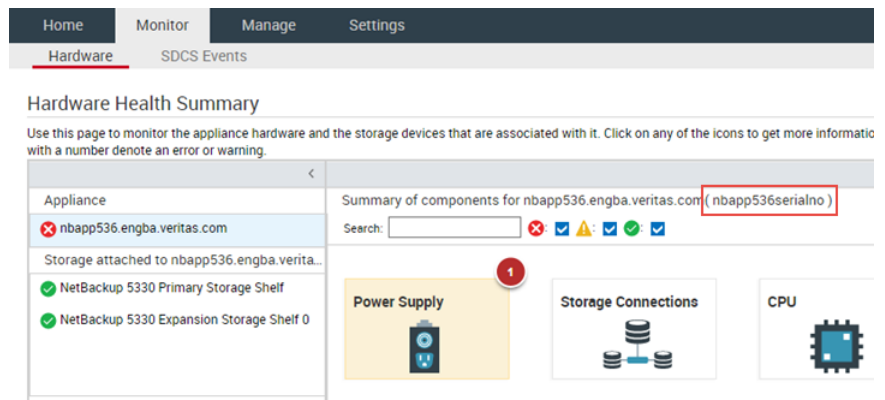 Home Monitor Manage Settings
Hardware SDCS Events
Hardware Health Summary
Use this page to monitor the appliance hardware and the storage devices that are associated with it. Click on any of the icons to get more informatio
with a number denote an error or warning.
<
Appliance
Summary of components for nbapp536.engba.veritas.com( nbapp536serialno )
nbapp536.engba.veritas.com
Search: : : :
Storage attached to nbapp536.engba.verita...
NetBackup 5330 Primary Storage Shelf
NetBackup 5330 Expansion Storage Shelf 0
1
Power Supply
Storage Connections
CPU